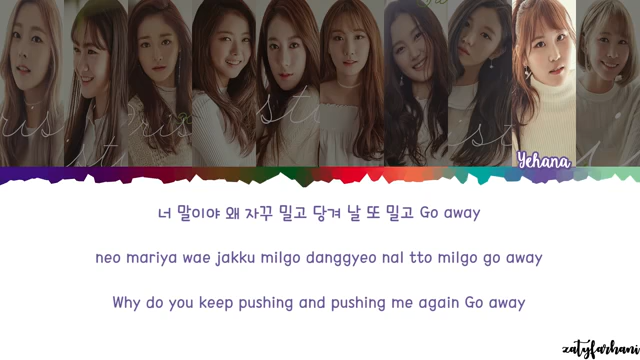 Yehana
너 말이야 왜 자꾸 밀고 당겨 날 또 밀고 Go away
neo mariya wae jakku milgo danggyeo nal tto milgo go away
Why do you keep pushing and pushing me again Go away
zatyfarhani